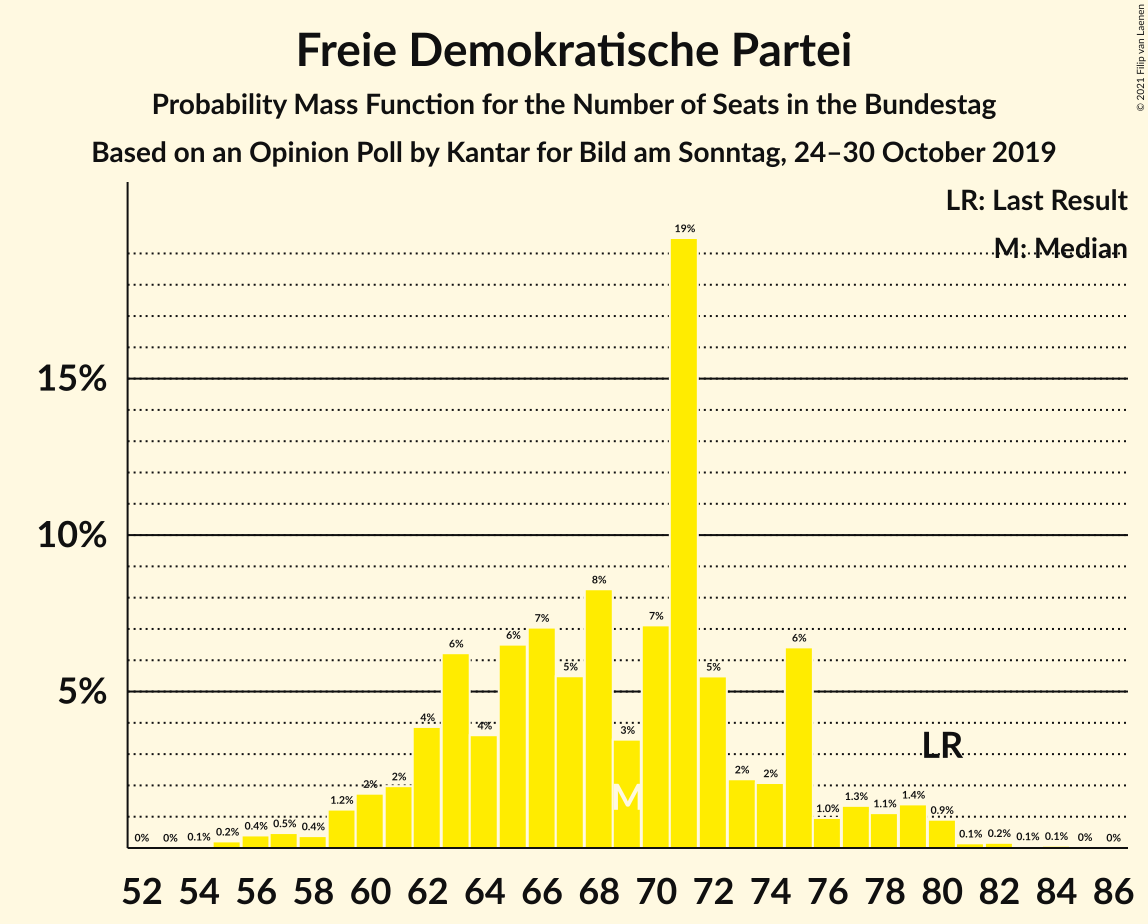 © 2021 Filip van Laenen
Freie Demokratische Partei
Probability Mass Function for the Number of Seats in the Bundestag
Based on an Opinion Poll by Kantar for Bild am Sonntag, 24–30 October 2019
LR: Last Result
M: Median
15%
10%
5%
0% 0% 0.1% 0.2% 0.4% 0.5% 0.4% 1.2% 2% 2% 4% 6% 4% 6% 7% 5% 8% 3% 7% 19% 5% 2% 2% 6% 1.0% 1.3% 1.1% 1.4% 0.9% 0.1% 0.2% 0.1% 0.1% 0% 0%
LR
M
52 54 56 58 60 62 64 66 68 70 72 74 76 78 80 82 84 86